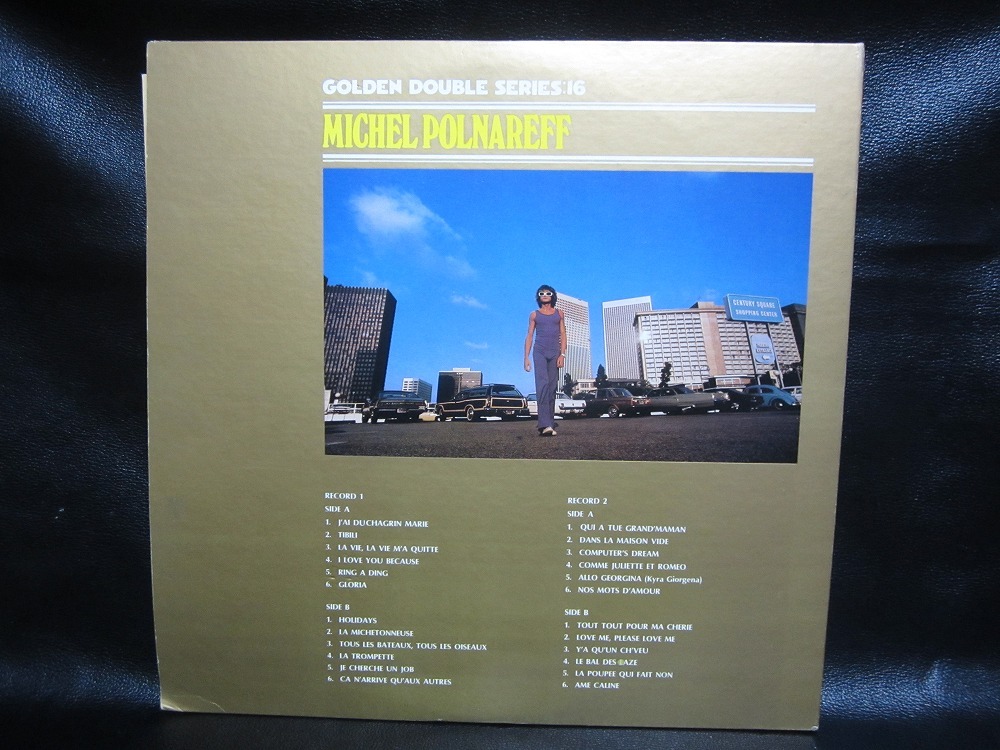 GOLDEN DOUBLE SERIES:16
MICHEL POLNAREFF
CENTURY SQUARE
SHOPPING CENTER
RECORD 1
SIDE A
1. J'AI DUCHAGRIN MARIE
2. TIBILI
3. LA VIE, LA VIE M'A QUITTE
4. I LOVE YOU BECAUSE
5. RING A DING
6. GLORIA
SIDE B
1. HOLIDAYS
2. LA MICHETONNEUSE
3. TOUS LES BATEAUX, TOUS LES OISEAUX
4. LA TROMPETTE
5. JE CHERCHE UN JOB
6. CA N'ARRIVE QU'AUX AUTRES
RECORD 2
SIDE A
1. QUI A TUE GRAND'MAMAN
2. DANS LA MAISON VIDE
3. COMPUTER'S DREAM
4. COMME JULIETTE ET ROMEO
5. ALLO GEORGINA (Kyra Giorgena)
6. NOS MOTS D'AMOUR
SIDE B
1. TOUT TOUT POUR MA CHERIE
2. LOVE ME, PLEASE LOVE ME
3. Y'A QU'UN CH'VEU
4. LE BAL DES LAZE
5. LA POUPEE QUI FAIT NON
6. AME CALINE